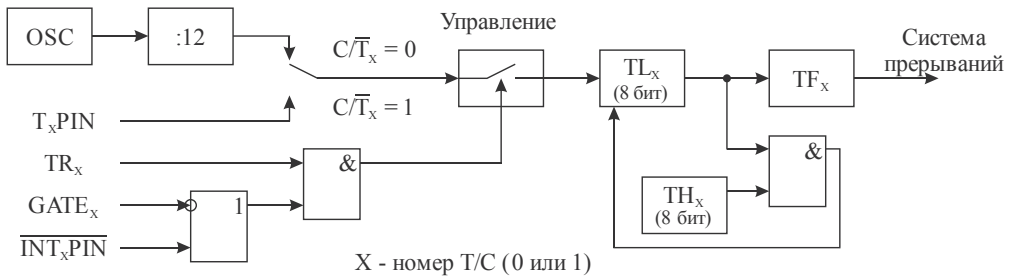 Управление
OSC
:12
C/T̅ₓ = 0
Система
прерываний
TLₓ
(8 бит)
TFₓ
C/T̅ₓ = 1
TₓPIN
TRₓ
&
&
GATEₓ
1
THₓ
(8 бит)
I̅N̅T̅ₓP̅I̅N̅
X - номер Т/С (0 или 1)